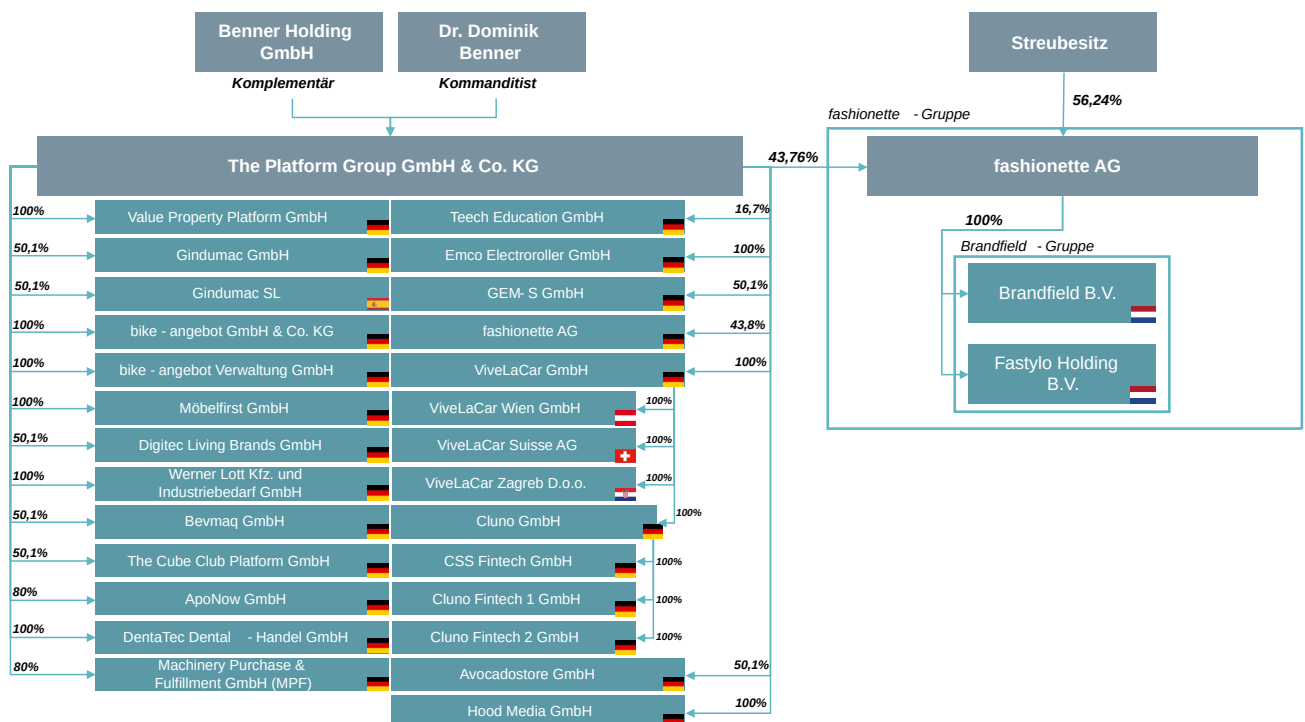 Benner Holding
GmbH
Dr. Dominik
Benner
Streubesitz
Komplementär
Kommanditist
56,24%
fashionette - Gruppe
The Platform Group GmbH & Co. KG
43,76%
fashionette AG
100%
Value Property Platform GmbH
Teech Education GmbH
16,7%
100%
50,1%
Gindumac GmbH
Emco Electroroller GmbH
100%
Brandfield - Gruppe
50,1%
Gindumac SL
GEM- S GmbH
50,1%
Brandfield B.V.
100%
bike - angebot GmbH & Co. KG
fashionette AG
43,8%
100%
bike - angebot Verwaltung GmbH
ViveLaCar GmbH
100%
Fastylo Holding
B.V.
100%
Möbelfirst GmbH
ViveLaCar Wien GmbH
100%
50,1%
Digitec Living Brands GmbH
ViveLaCar Suisse AG
100%
100%
Werner Lott Kfz. und
Industriebedarf GmbH
ViveLaCar Zagreb D.o.o.
100%
50,1%
Bevmaq GmbH
Cluno GmbH
100%
50,1%
The Cube Club Platform GmbH
CSS Fintech GmbH
100%
80%
ApoNow GmbH
Cluno Fintech 1 GmbH
100%
100%
DentaTec Dental - Handel GmbH
Cluno Fintech 2 GmbH
100%
80%
Machinery Purchase &
Fulfillment GmbH (MPF)
Avocadostore GmbH
50,1%
Hood Media GmbH
100%